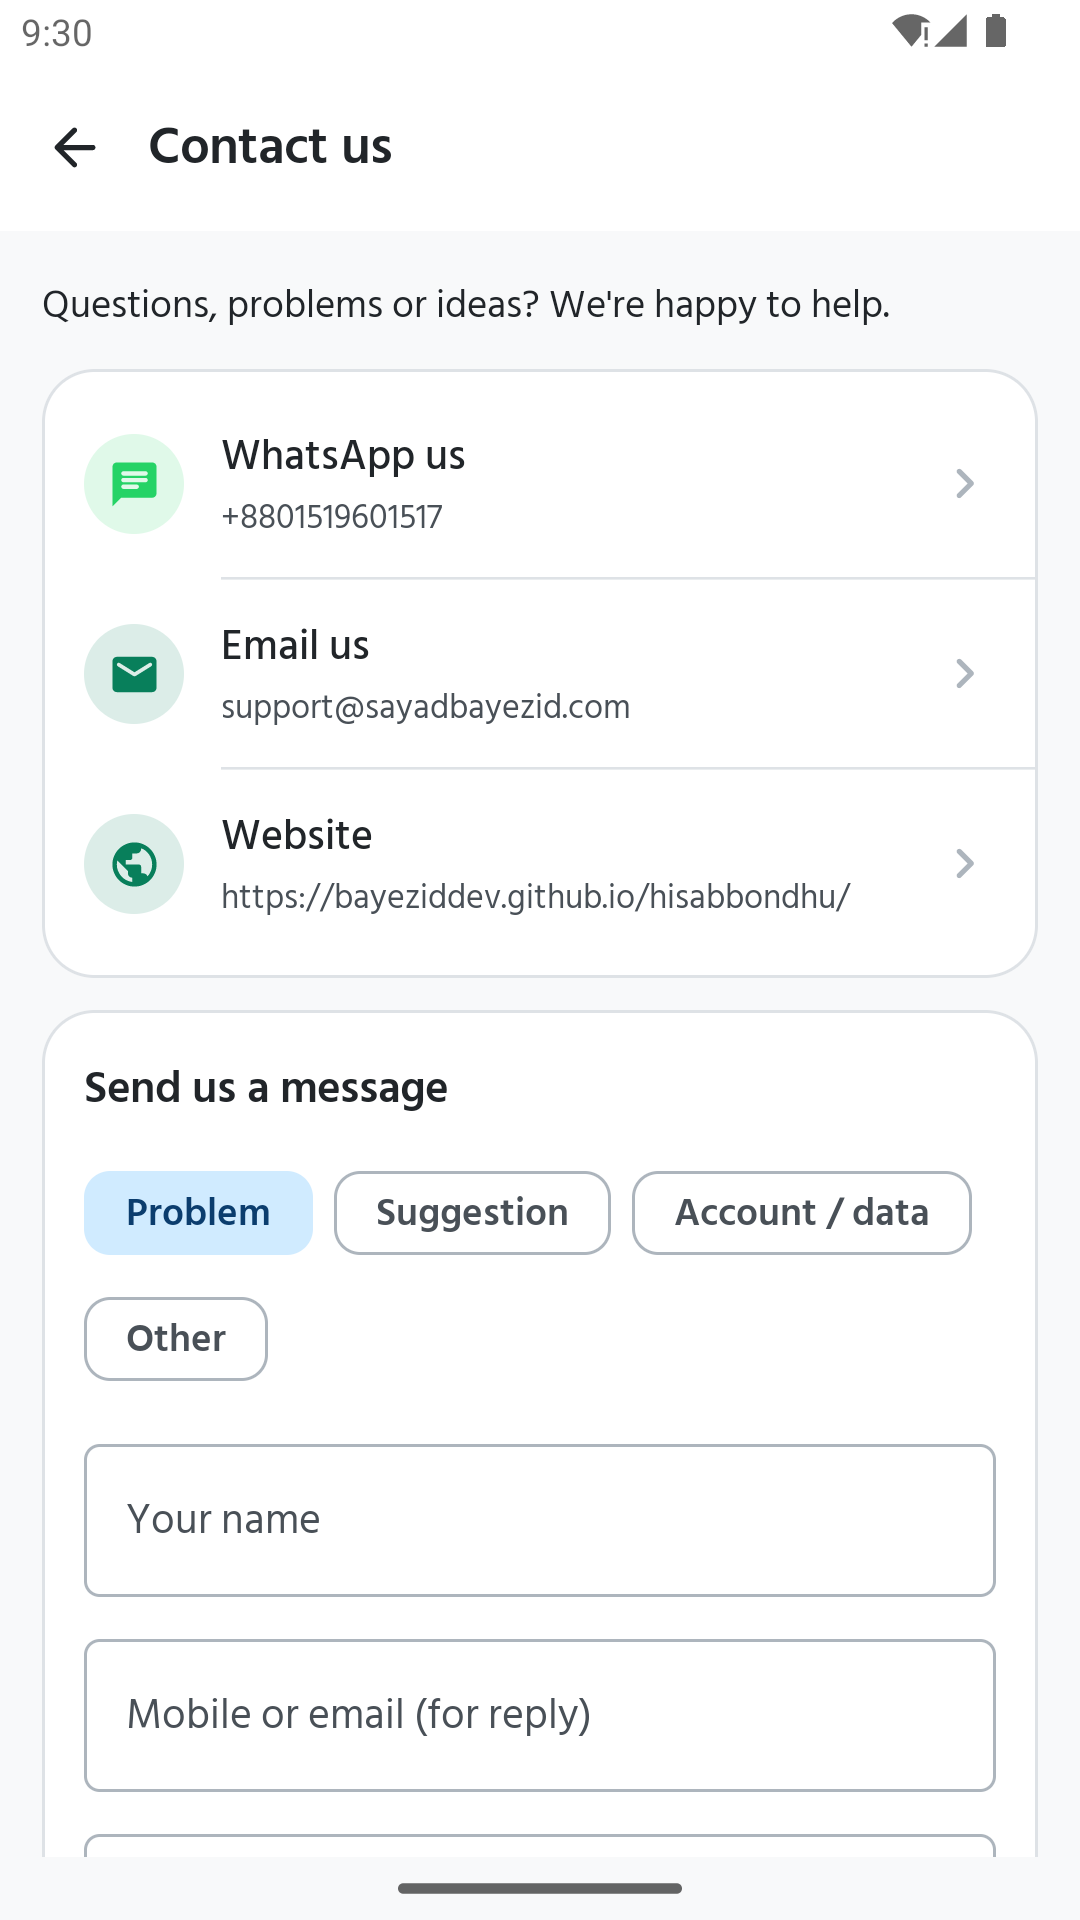 9:30
Contact us
Questions, problems or ideas? We're happy to help.
WhatsApp us
+8801519601517
Email us
support@sayadbayezid.com
Website
https://bayeziddev.github.io/hisabbondhu/
Send us a message
Problem
Suggestion
Account / data
Other
Your name
Mobile or email (for reply)